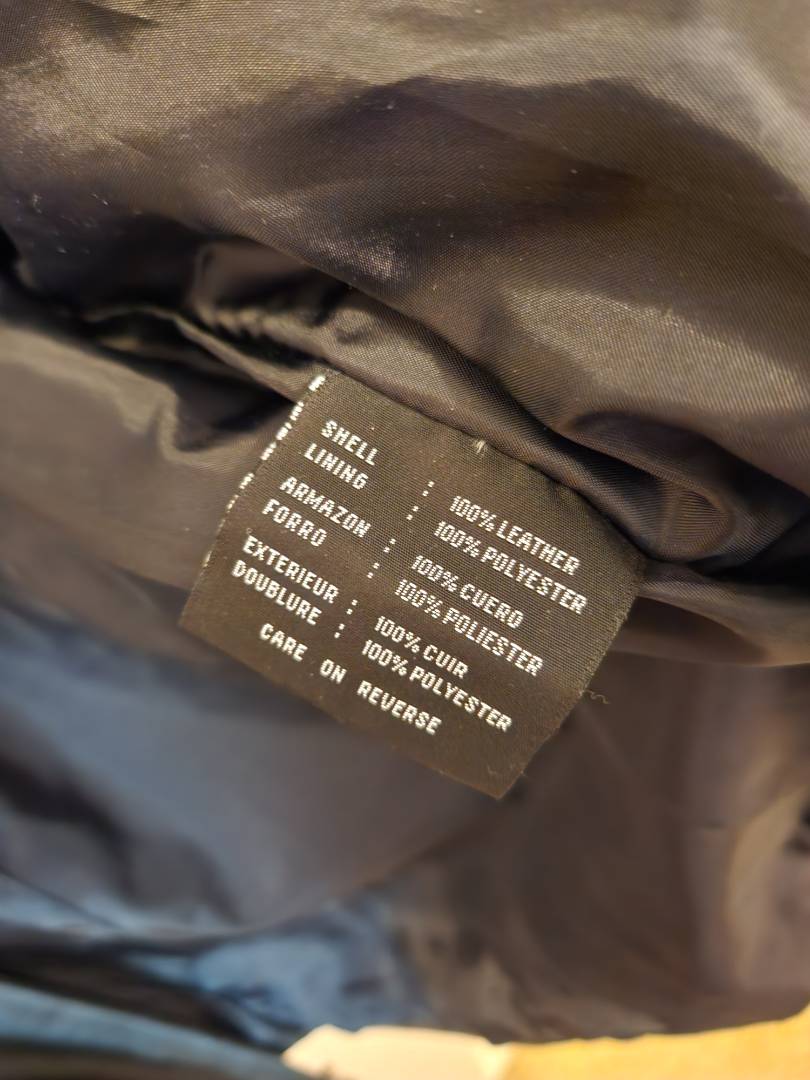 SHELL : 100% LEATHER
LINING : 100% POLYESTER
ARMAZON : 100% CUERO
FORRO : 100% POLIESTER
EXTERIEUR : 100% CUIR
DOUBLURE : 100% POLYESTER
CARE ON REVERSE